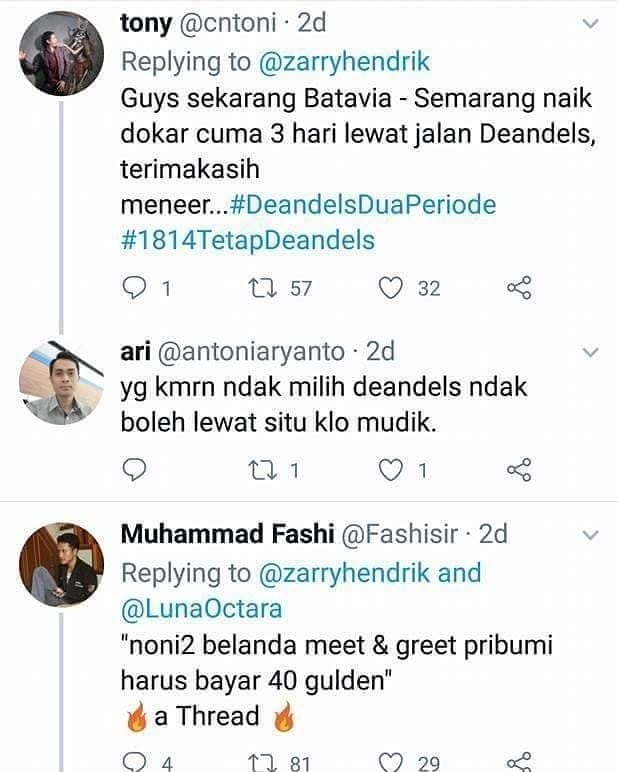 tony @cntoni · 2d
Replying to @zarryhendrik
Guys sekarang Batavia - Semarang naik
dokar cuma 3 hari lewat jalan Deandels,
terimakasih
meneer...#DeandelsDuaPeriode
#1814TetapDeandels
1 57 32
ari @antoniaryanto · 2d
yg kmrn ndak milih deandels ndak
boleh lewat situ klo mudik.
1 1
Muhammad Fashi @Fashisir · 2d
Replying to @zarryhendrik and
@LunaOctara
"noni2 belanda meet & greet pribumi
harus bayar 40 gulden"
🔥 a Thread 🔥
4 81 29